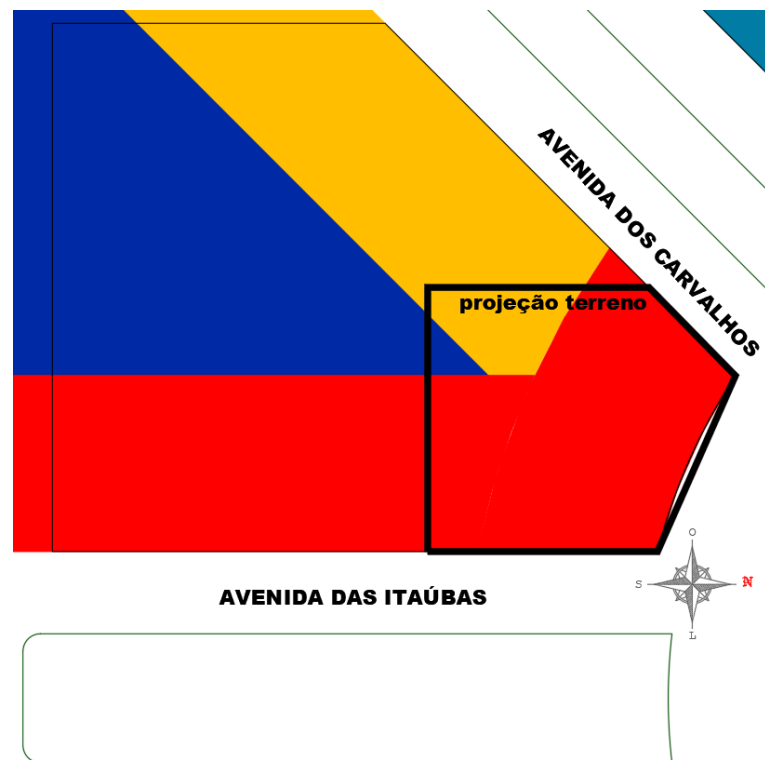 AVENIDA DOS CARVALHOS
projeção terreno
O
S
N
L
AVENIDA DAS ITAÚBAS